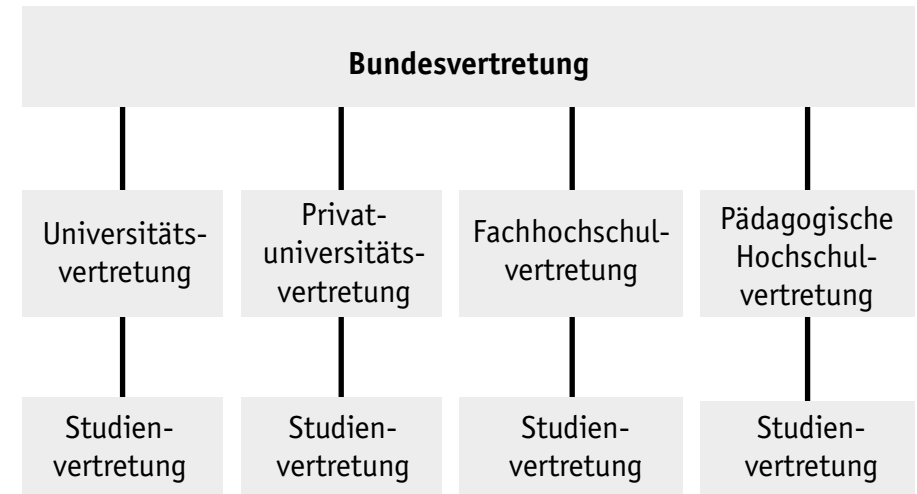 Bundesvertretung
Universitäts-
vertretung
Privat-
universitäts-
vertretung
Fachhochschul-
vertretung
Pädagogische
Hochschul-
vertretung
Studien-
vertretung
Studien-
vertretung
Studien-
vertretung
Studien-
vertretung